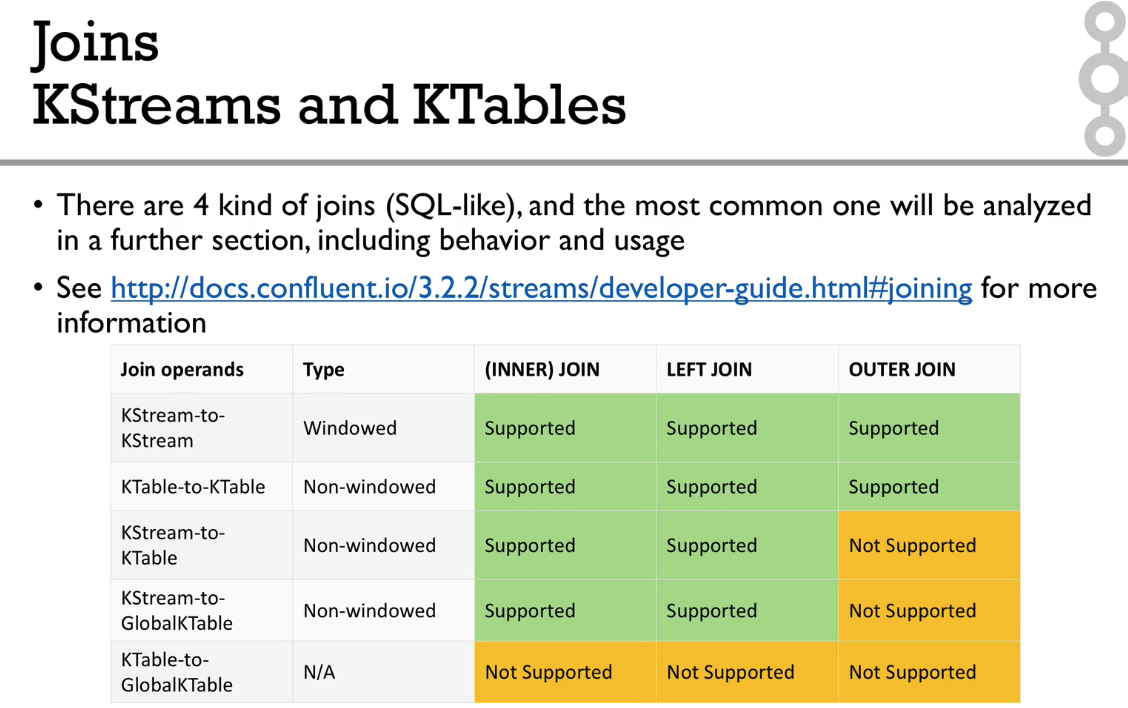 Joins
KStreams and KTables
• There are 4 kind of joins (SQL-like), and the most common one will be analyzed
in a further section, including behavior and usage
• See http://docs.confluent.io/3.2.2/streams/developer-guide.html#joining for more
information
Join operands Type (INNER) JOIN LEFT JOIN OUTER JOIN
KStream-to-
KStream Windowed Supported Supported Supported
KTable-to-KTable Non-windowed Supported Supported Supported
KStream-to-
KTable Non-windowed Supported Supported Not Supported
KStream-to-
GlobalKTable Non-windowed Supported Supported Not Supported
KTable-to-
GlobalKTable N/A Not Supported Not Supported Not Supported